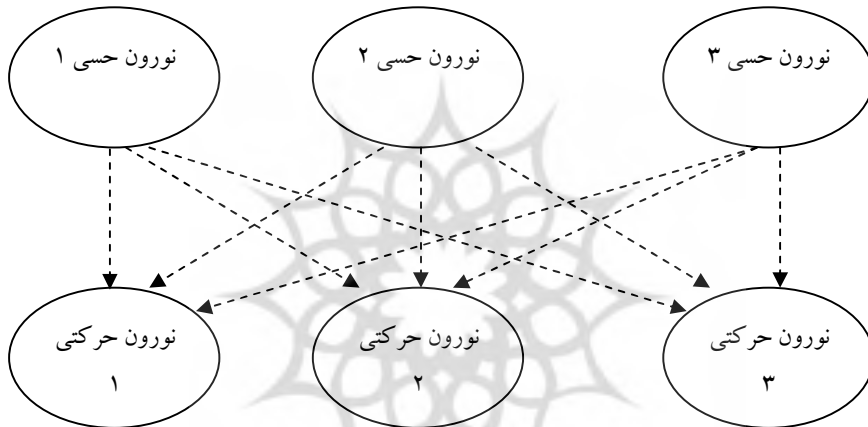 نورون حسی ۱
نورون حسی ۲
نورون حسی ۳
نورون حرکتی
۱
نورون حرکتی
۲
نورون حرکتی
۳